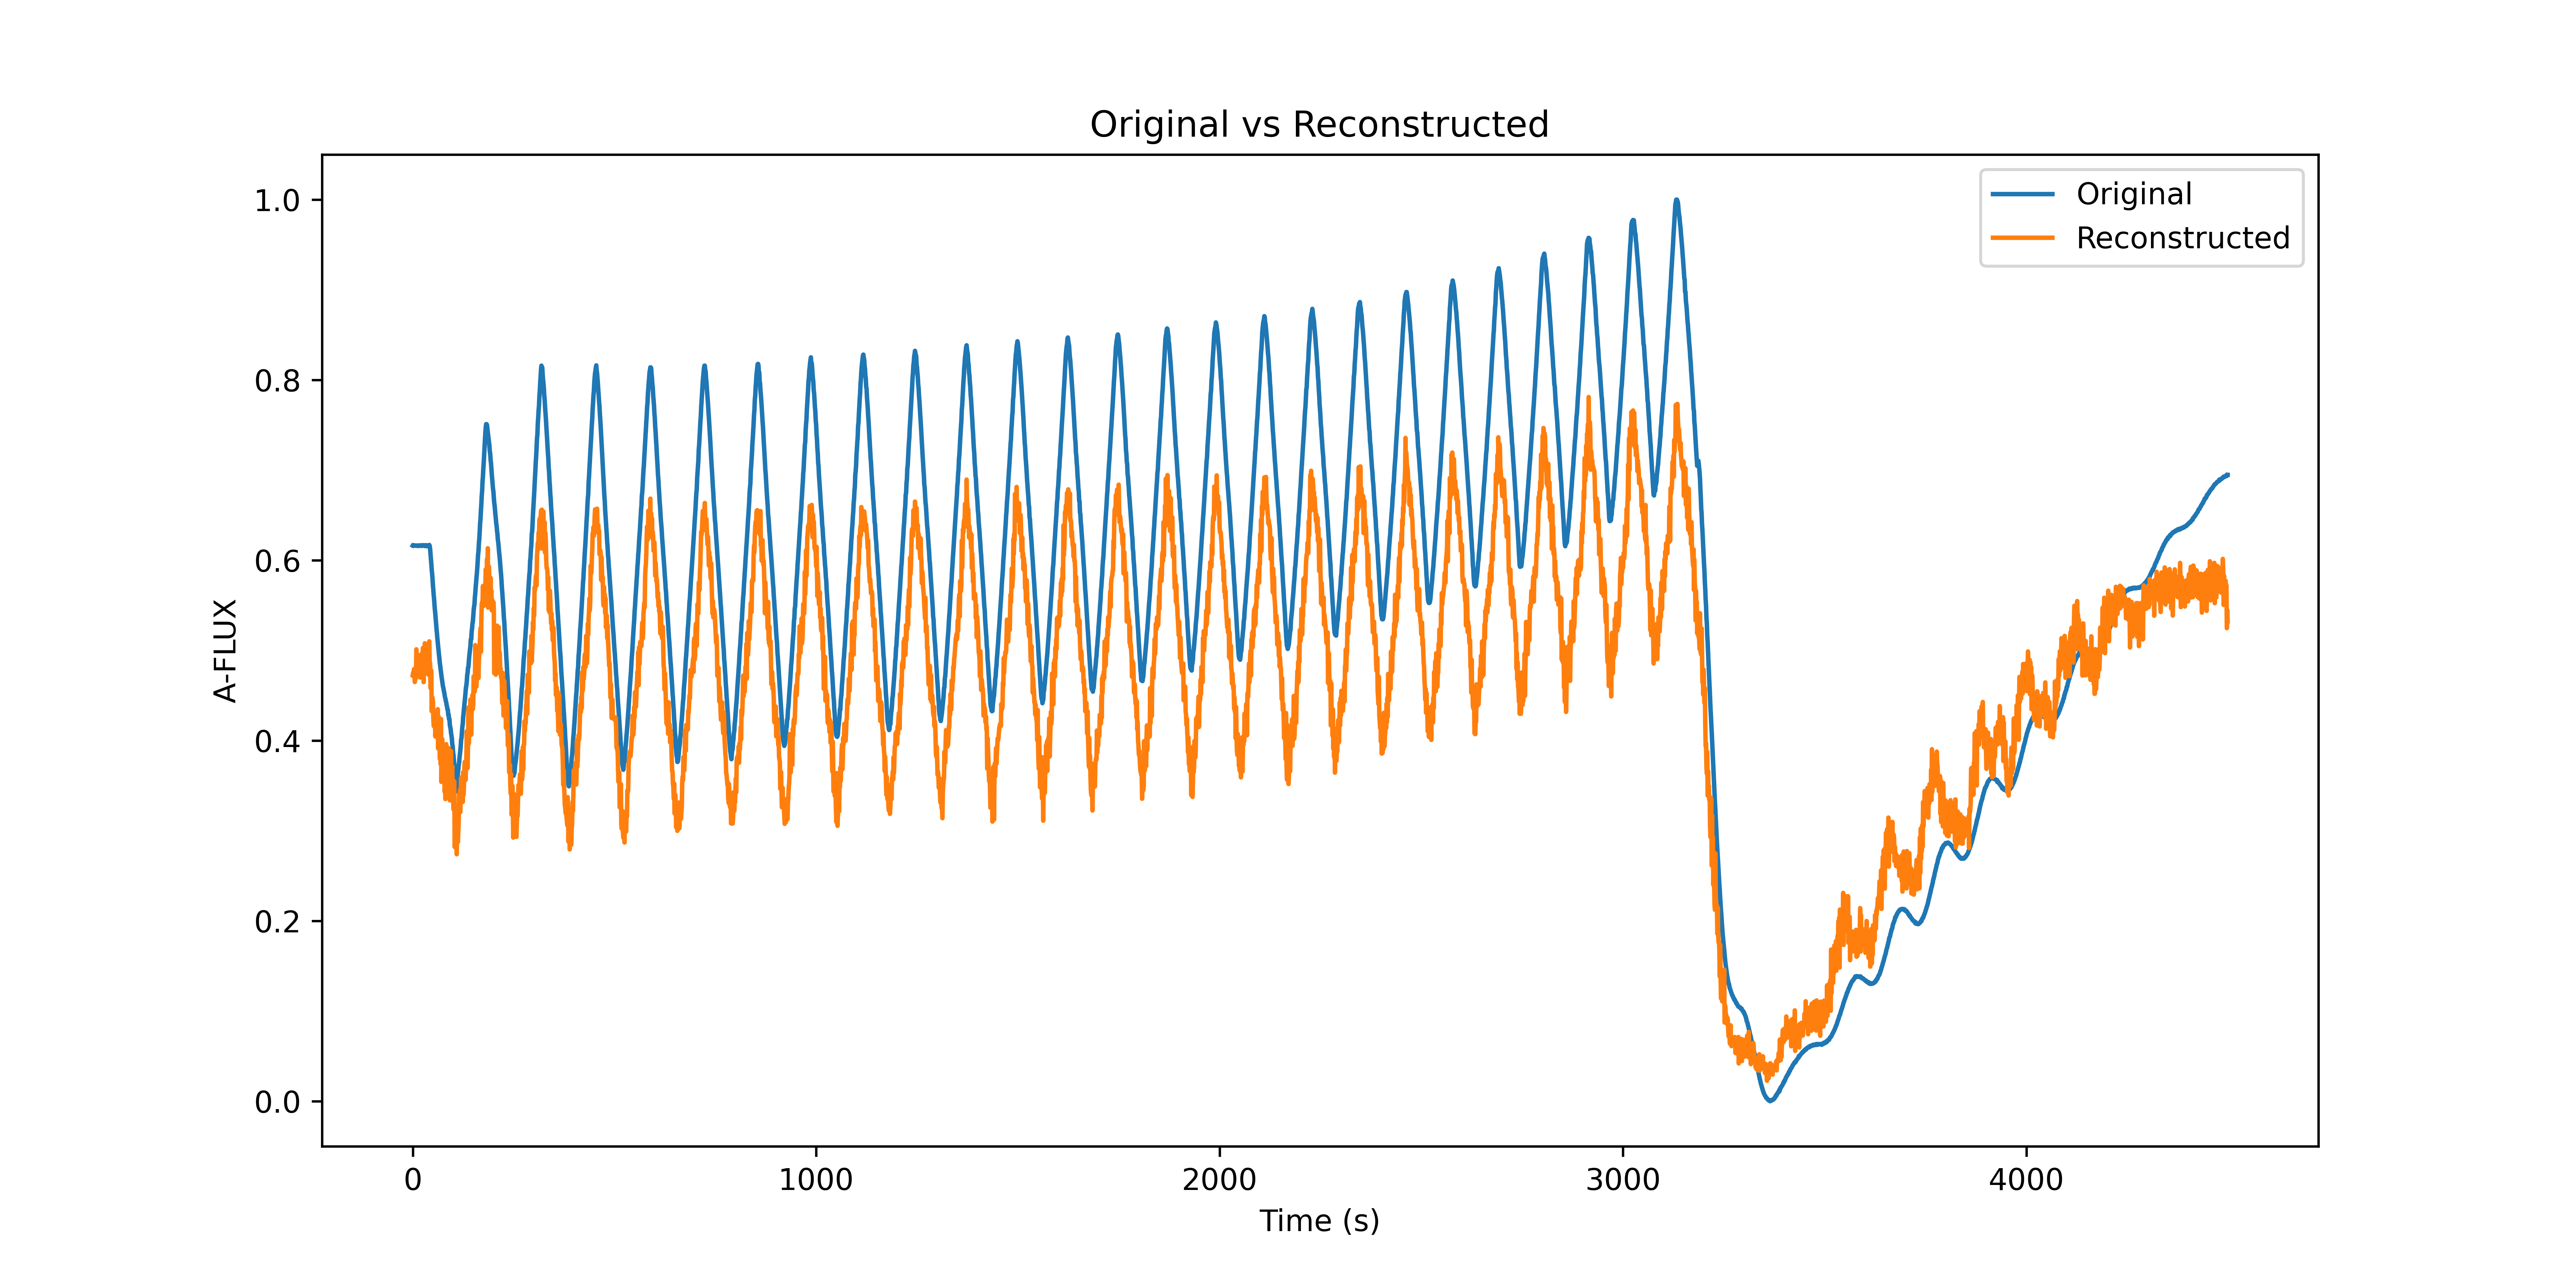 Original vs Reconstructed
Original
Reconstructed
1.0
0.8
0.6
0.4
0.2
0.0
A-FLUX
0 1000 2000 3000 4000
Time (s)